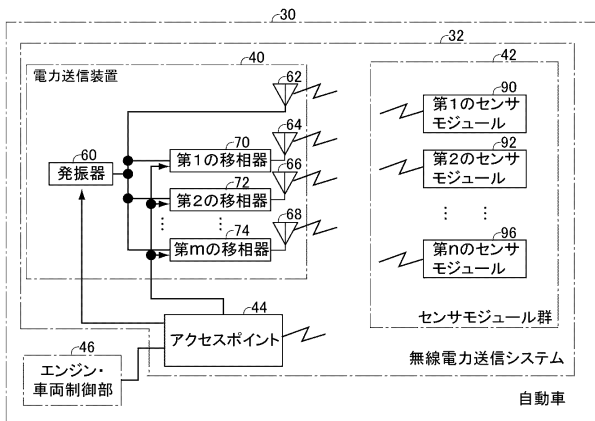 30
32
40
42
電力送信装置
62
90
第1のセンサ
モジュール
64
70
第1の移相器
60
発振器
66
92
第2のセンサ
モジュール
72
第2の移相器
68
74
第mの移相器
96
第nのセンサ
モジュール
44
アクセスポイント
センサモジュール群
無線電力送信システム
46
エンジン・
車両制御部
自動車